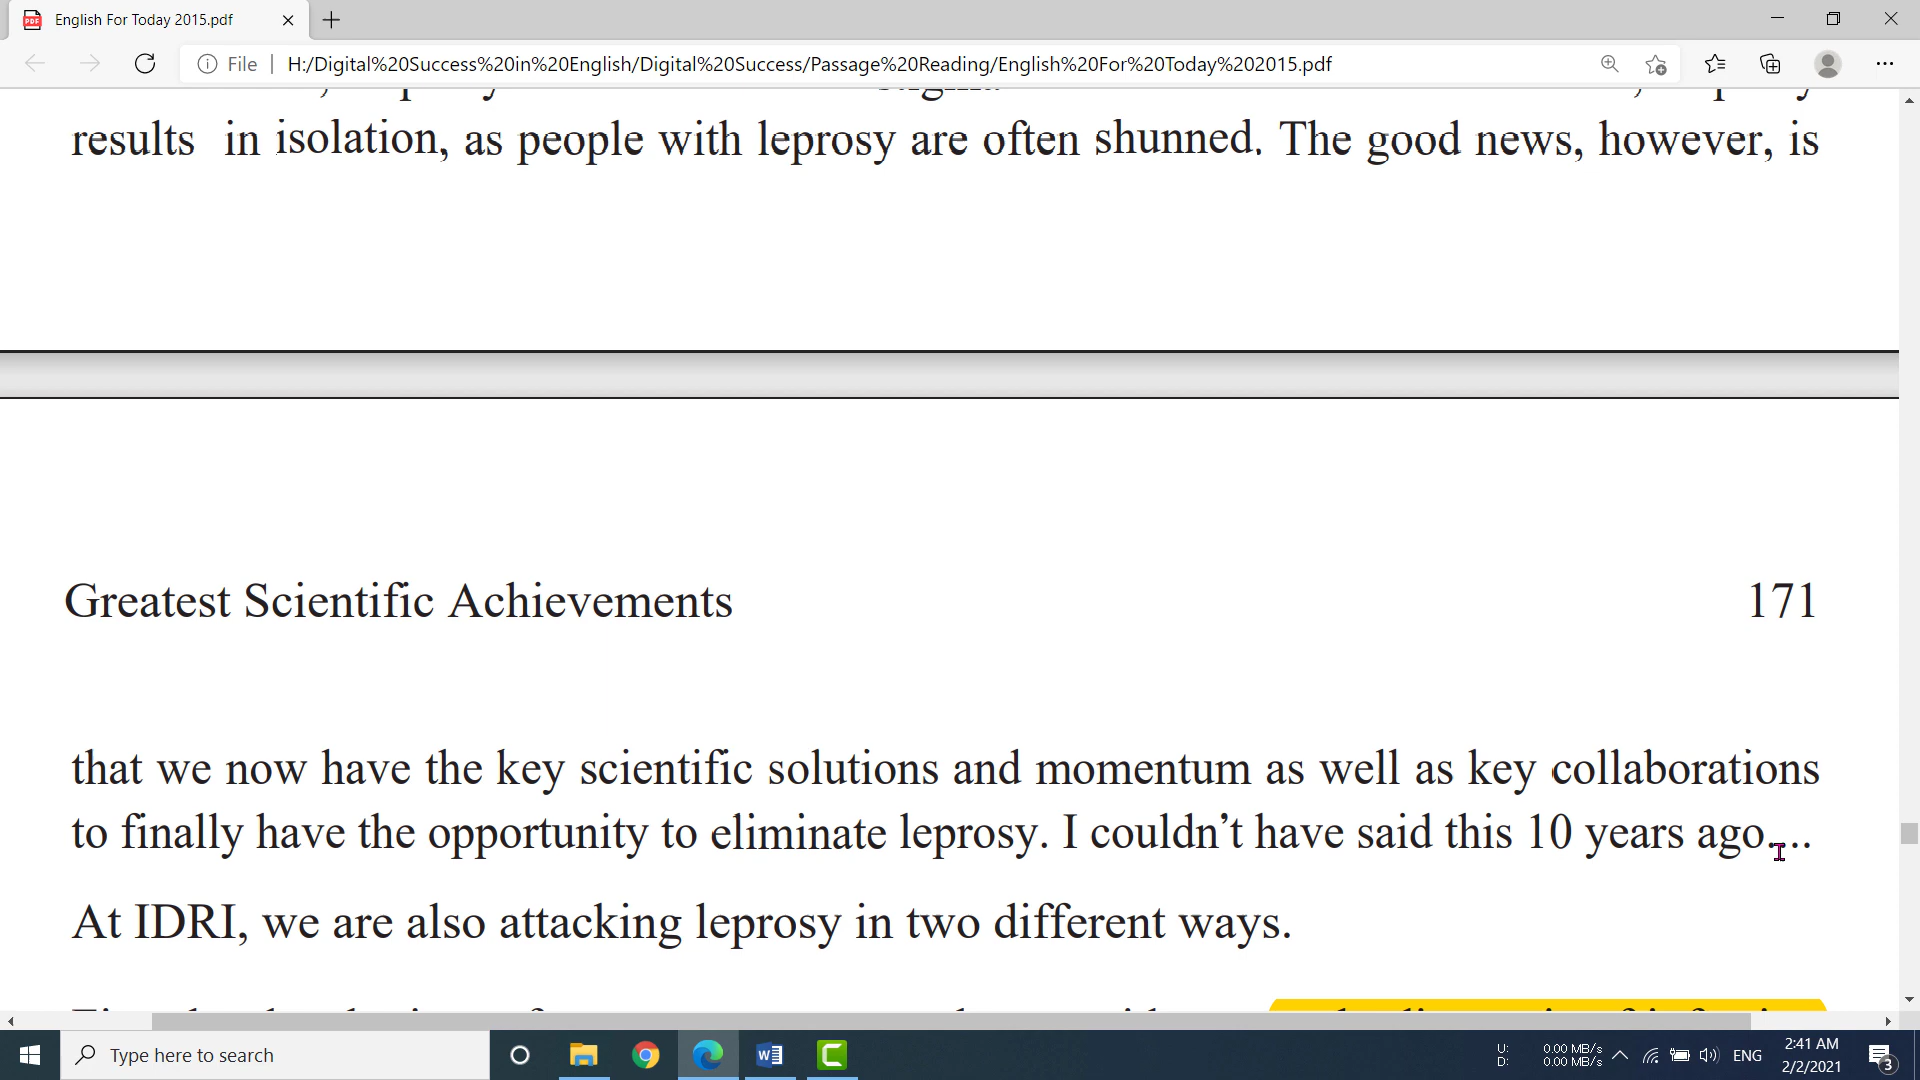 English For Today 2015.pdf
File
H:/Digital%20Success%20in%20English/Digital%20Success/Passage%20Reading/English%20For%20Today%202015.pdf
results in isolation, as people with leprosy are often shunned. The good news, however, is
Greatest Scientific Achievements 171
that we now have the key scientific solutions and momentum as well as key collaborations
to finally have the opportunity to eliminate leprosy. I couldn’t have said this 10 years ago....
At IDRI, we are also attacking leprosy in two different ways.
Type here to search
U: 0.00 MB/s
D: 0.00 MB/s
ENG
2:41 AM
2/2/2021
3